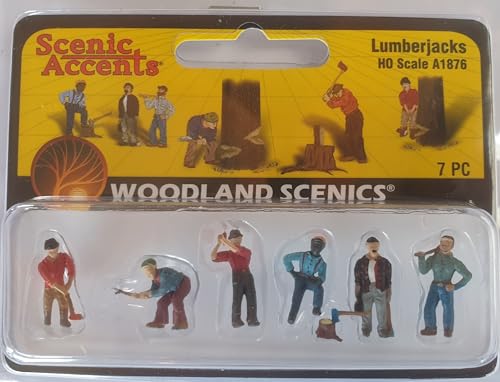 Scenic
Accents®
Lumberjacks
HO Scale A1876
7 PC
WOODLAND SCENICS®